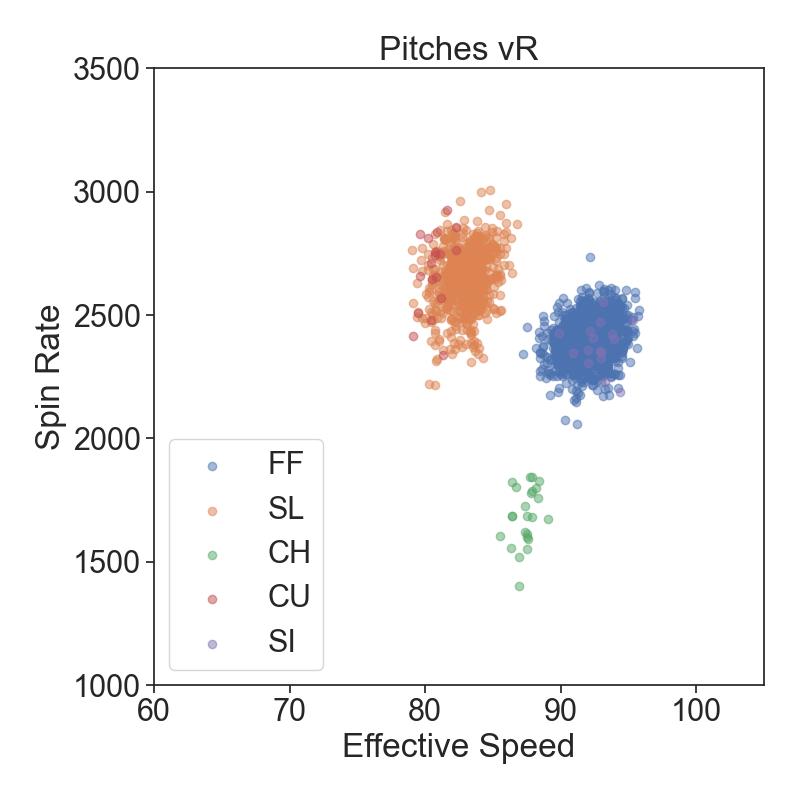 Pitches vR
3500
3000
2500
2000
1500
1000
Spin Rate
FF
SL
CH
CU
SI
60 70 80 90 100
Effective Speed